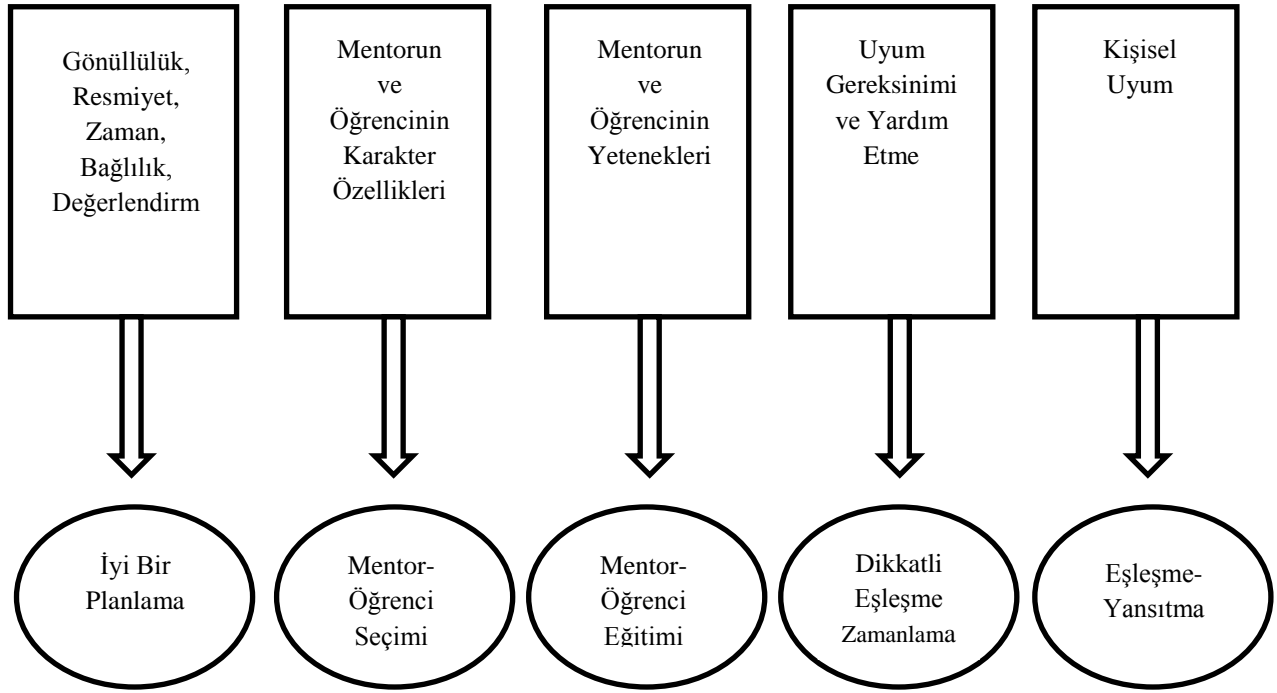 Gönüllülük,
Resmiyet,
Zaman,
Bağlılık,
Değerlendirm
Mentorun
ve
Öğrencinin
Karakter
Özellikleri
Mentorun
ve
Öğrencinin
Yetenekleri
Uyum
Gereksinimi
ve Yardım
Etme
Kişisel
Uyum
İyi Bir
Planlama
Mentor-
Öğrenci
Seçimi
Mentor-
Öğrenci
Eğitimi
Dikkatli
Eşleşme
Zamanlama
Eşleşme-
Yansıtma